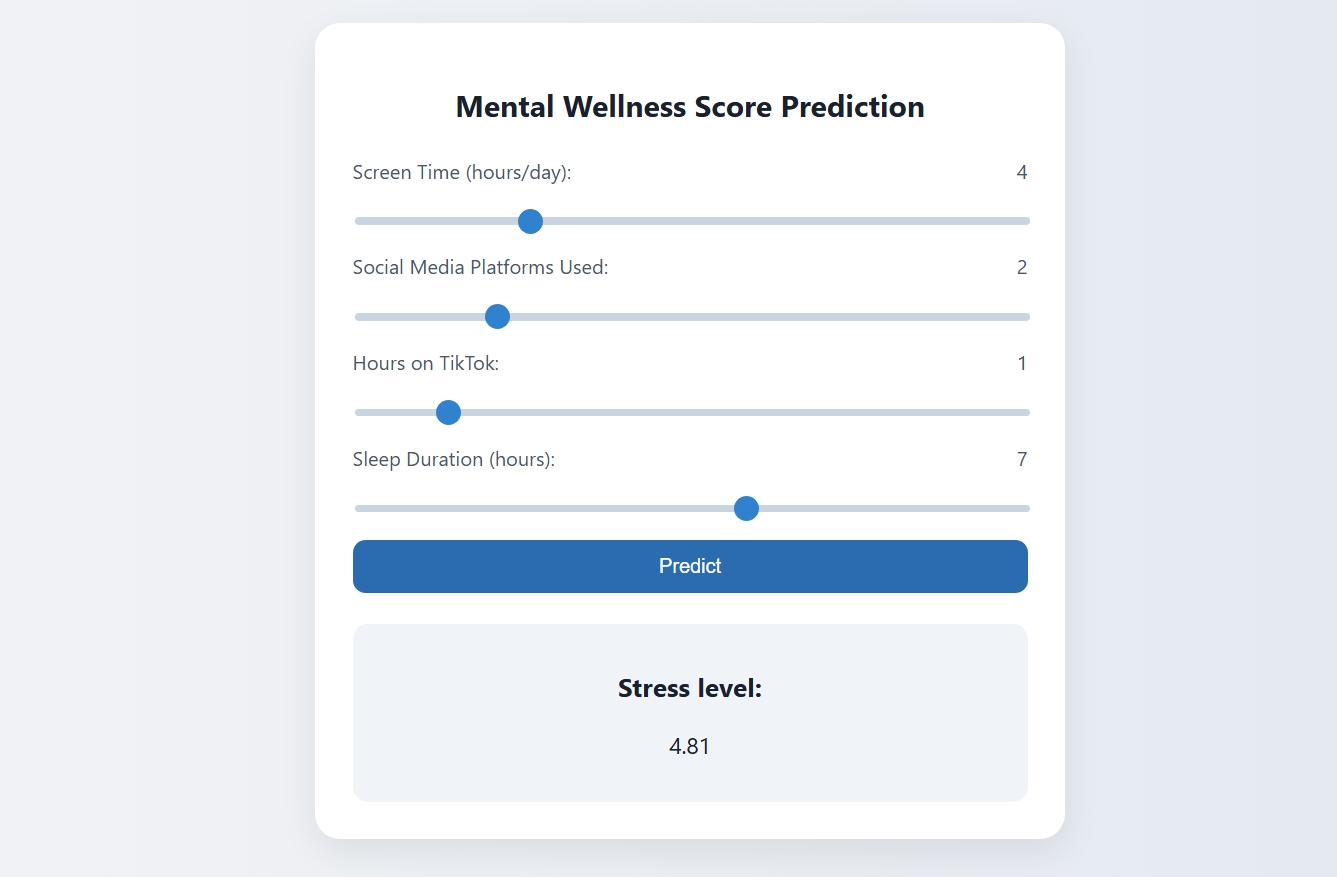 Mental Wellness Score Prediction
Screen Time (hours/day): 4
Social Media Platforms Used: 2
Hours on TikTok: 1
Sleep Duration (hours): 7
Predict
Stress level:
4.81